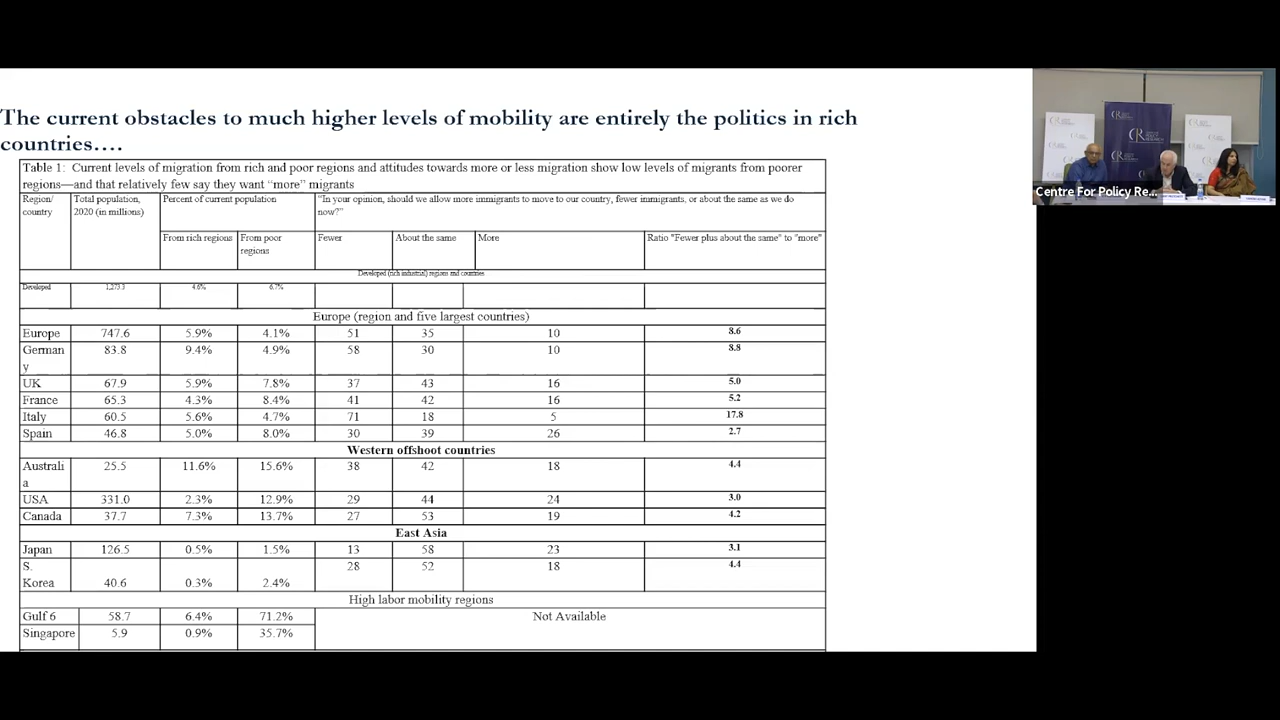 The current obstacles to much higher levels of mobility are entirely the politics in rich
countries....
Table 1: Current levels of migration from rich and poor regions and attitudes towards more or less migration show low levels of migrants from poorer
regions—and that relatively few say they want “more” migrants
Region/ Total population, Percent of current population “In your opinion, should we allow more immigrants to move to our country, fewer immigrants, or about the same as we do
country 2020 (in millions) now?”
From rich regions From poor Fewer About the same More Ratio "Fewer plus about the same" to "more"
regions
Developed (rich industrial) regions and countries
Developed 1,273.3 4.6% 6.7%
Europe (region and five largest countries)
Europe 747.6 5.9% 4.1% 51 35 10 8.6
German 83.8 9.4% 4.9% 58 30 10 8.8
y
UK 67.9 5.9% 7.8% 37 43 16 5.0
France 65.3 4.3% 8.4% 41 42 16 5.2
Italy 60.5 5.6% 4.7% 71 18 5 17.8
Spain 46.8 5.0% 8.0% 30 39 26 2.7
Western offshoot countries
Australi 25.5 11.6% 15.6% 38 42 18 4.4
a
USA 331.0 2.3% 12.9% 29 44 24 3.0
Canada 37.7 7.3% 13.7% 27 53 19 4.2
East Asia
Japan 126.5 0.5% 1.5% 13 58 23 3.1
S. 28 52 18 4.4
Korea 40.6 0.3% 2.4%
High labor mobility regions
Gulf 6 58.7 6.4% 71.2% Not Available
Singapore 5.9 0.9% 35.7%
Centre For Policy Re...